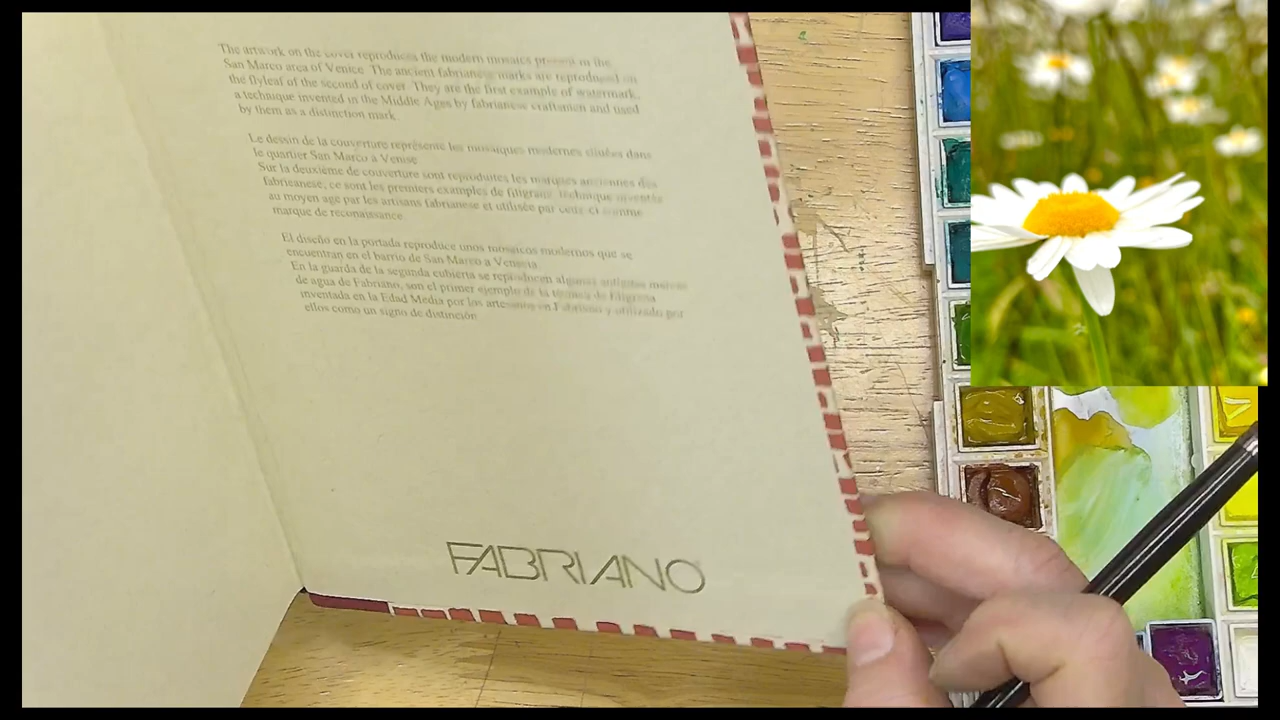 The artwork on the cover reproduces the modern mosaics present in the
San Marco area of Venice. The ancient fabrianese marks are reproduced on
the flyleaf of the second of cover. They are the first example of watermark,
a technique invented in the Middle Ages by fabrianese craftsmen and used
by them as a distinction mark.
Le dessin de la couverture représente les mosaïques modernes situées dans
le quartier San Marco à Venise
Sur la deuxième de couverture sont reproduites les marques anciennes des
fabrianese, ce sont les premiers examples de filigrane, technique inventée
au moyen age par les artisans fabrianese et utilisée par ceux-ci comme
marque de reconaissance.
El diseño en la portada reproduce unos mosaicos modernos que se
encuentran en el barrio de San Marco a Venecia
En la guarda de la segunda cubierta se reproducen algunas antiguas marcas
de agua de Fabriano, son el primer ejemplo de la técnica de filigrana
inventada en la Edad Media por los artesanos en Fabriano y utilizado por
ellos como un signo de distinción
FABRIANO